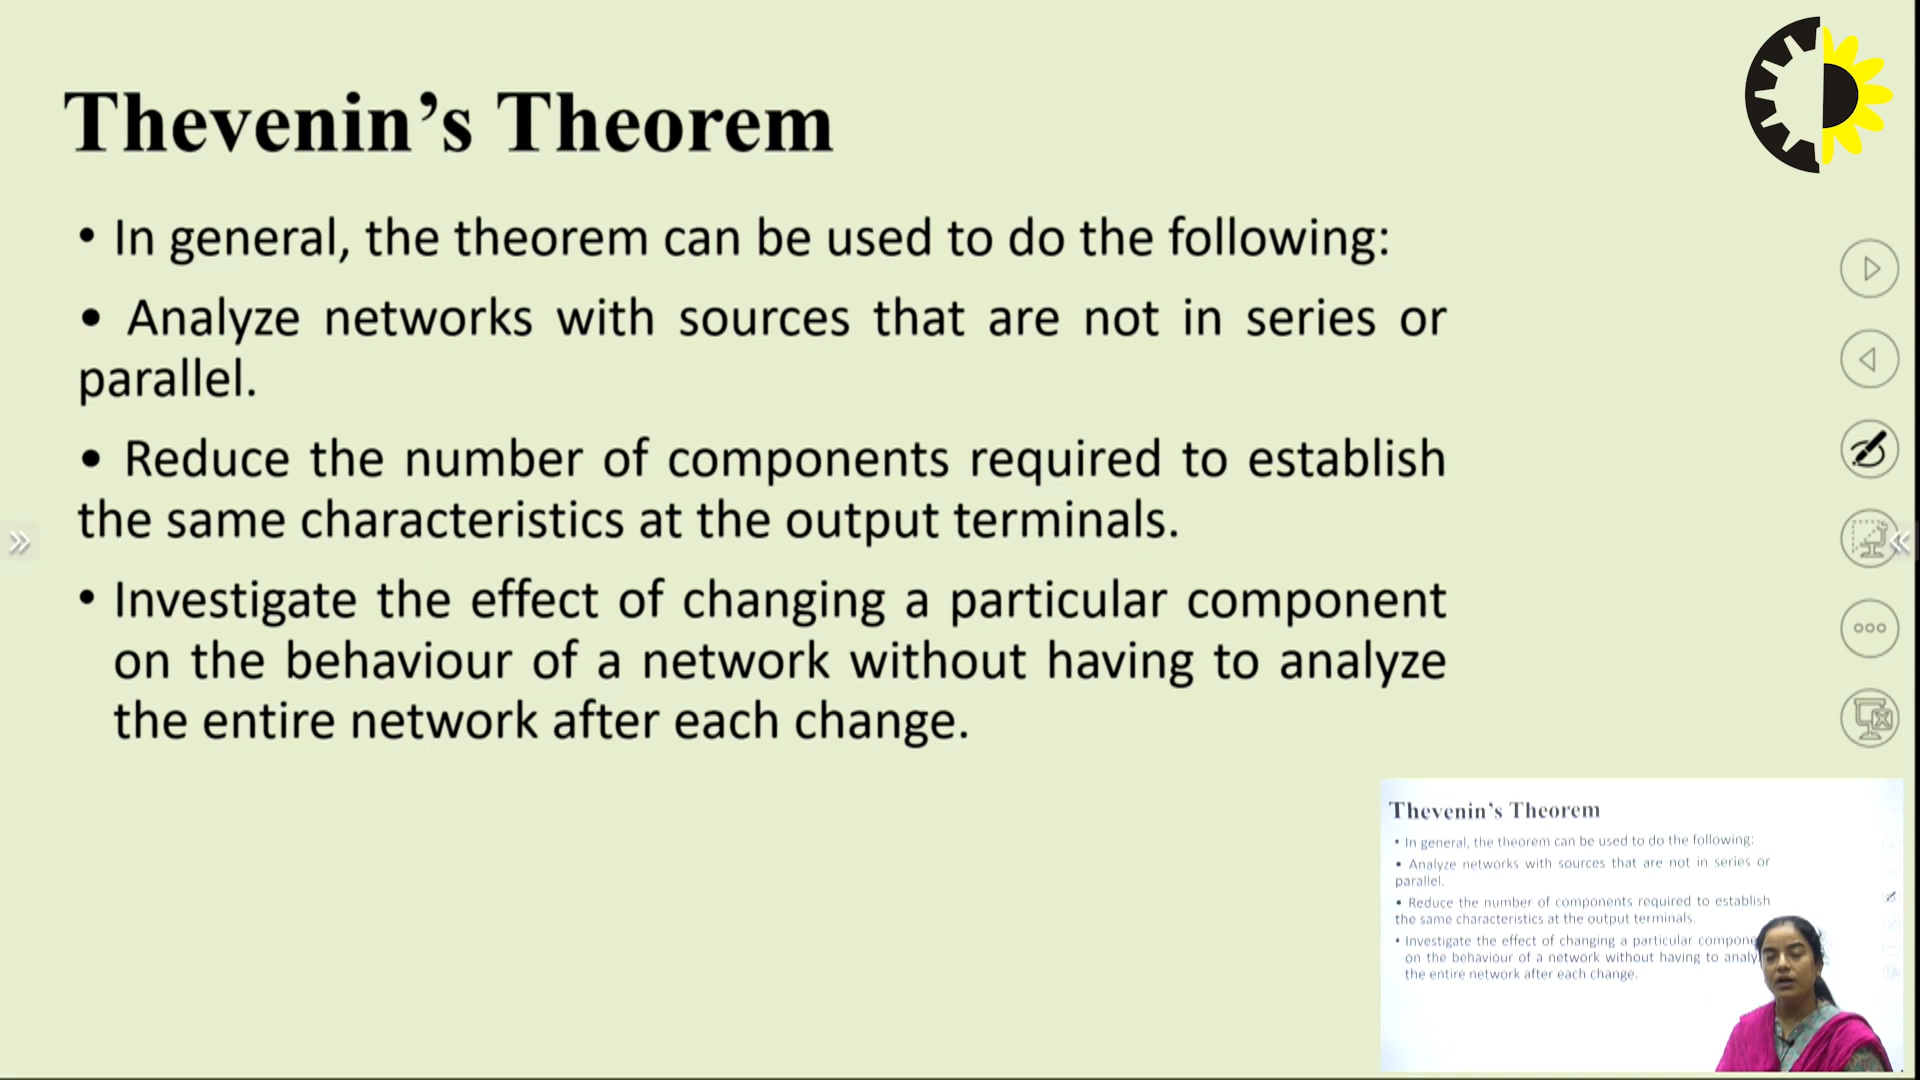 Thevenin's Theorem
• In general, the theorem can be used to do the following:
• Analyze networks with sources that are not in series or
parallel.
• Reduce the number of components required to establish
the same characteristics at the output terminals.
• Investigate the effect of changing a particular component
on the behaviour of a network without having to analyze
the entire network after each change.
Thevenin's Theorem
• In general, the theorem can be used to do the following:
• Analyze networks with sources that are not in series or
parallel.
• Reduce the number of components required to establish
the same characteristics at the output terminals.
• Investigate the effect of changing a particular
on the behaviour of a network without having to
the entire network after each change.